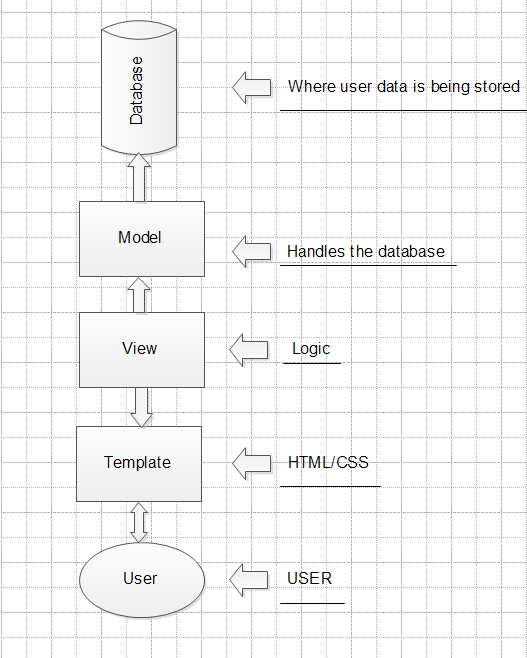 Database
Where user data is being stored
Model
Handles the database
View
Logic
Template
HTML/CSS
User
USER